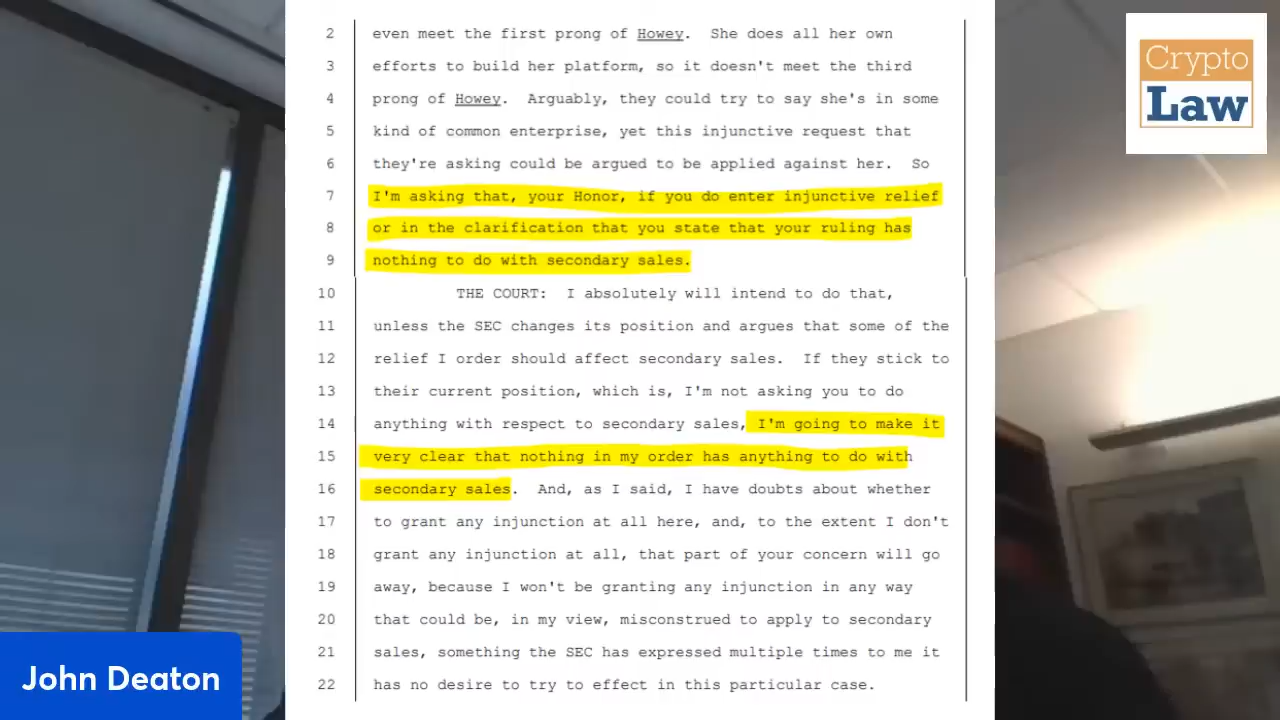 2 even meet the first prong of Howey. She does all her own
3 efforts to build her platform, so it doesn't meet the third
4 prong of Howey. Arguably, they could try to say she's in some
5 kind of common enterprise, yet this injunctive request that
6 they're asking could be argued to be applied against her. So
7 I'm asking that, your Honor, if you do enter injunctive relief
8 or in the clarification that you state that your ruling has
9 nothing to do with secondary sales.
10 THE COURT: I absolutely will intend to do that,
11 unless the SEC changes its position and argues that some of the
12 relief I order should affect secondary sales. If they stick to
13 their current position, which is, I'm not asking you to do
14 anything with respect to secondary sales, I'm going to make it
15 very clear that nothing in my order has anything to do with
16 secondary sales. And, as I said, I have doubts about whether
17 to grant any injunction at all here, and, to the extent I don't
18 grant any injunction at all, that part of your concern will go
19 away, because I won't be granting any injunction in any way
20 that could be, in my view, misconstrued to apply to secondary
21 sales, something the SEC has expressed multiple times to me it
22 has no desire to try to effect in this particular case.
Crypto
Law
John Deaton